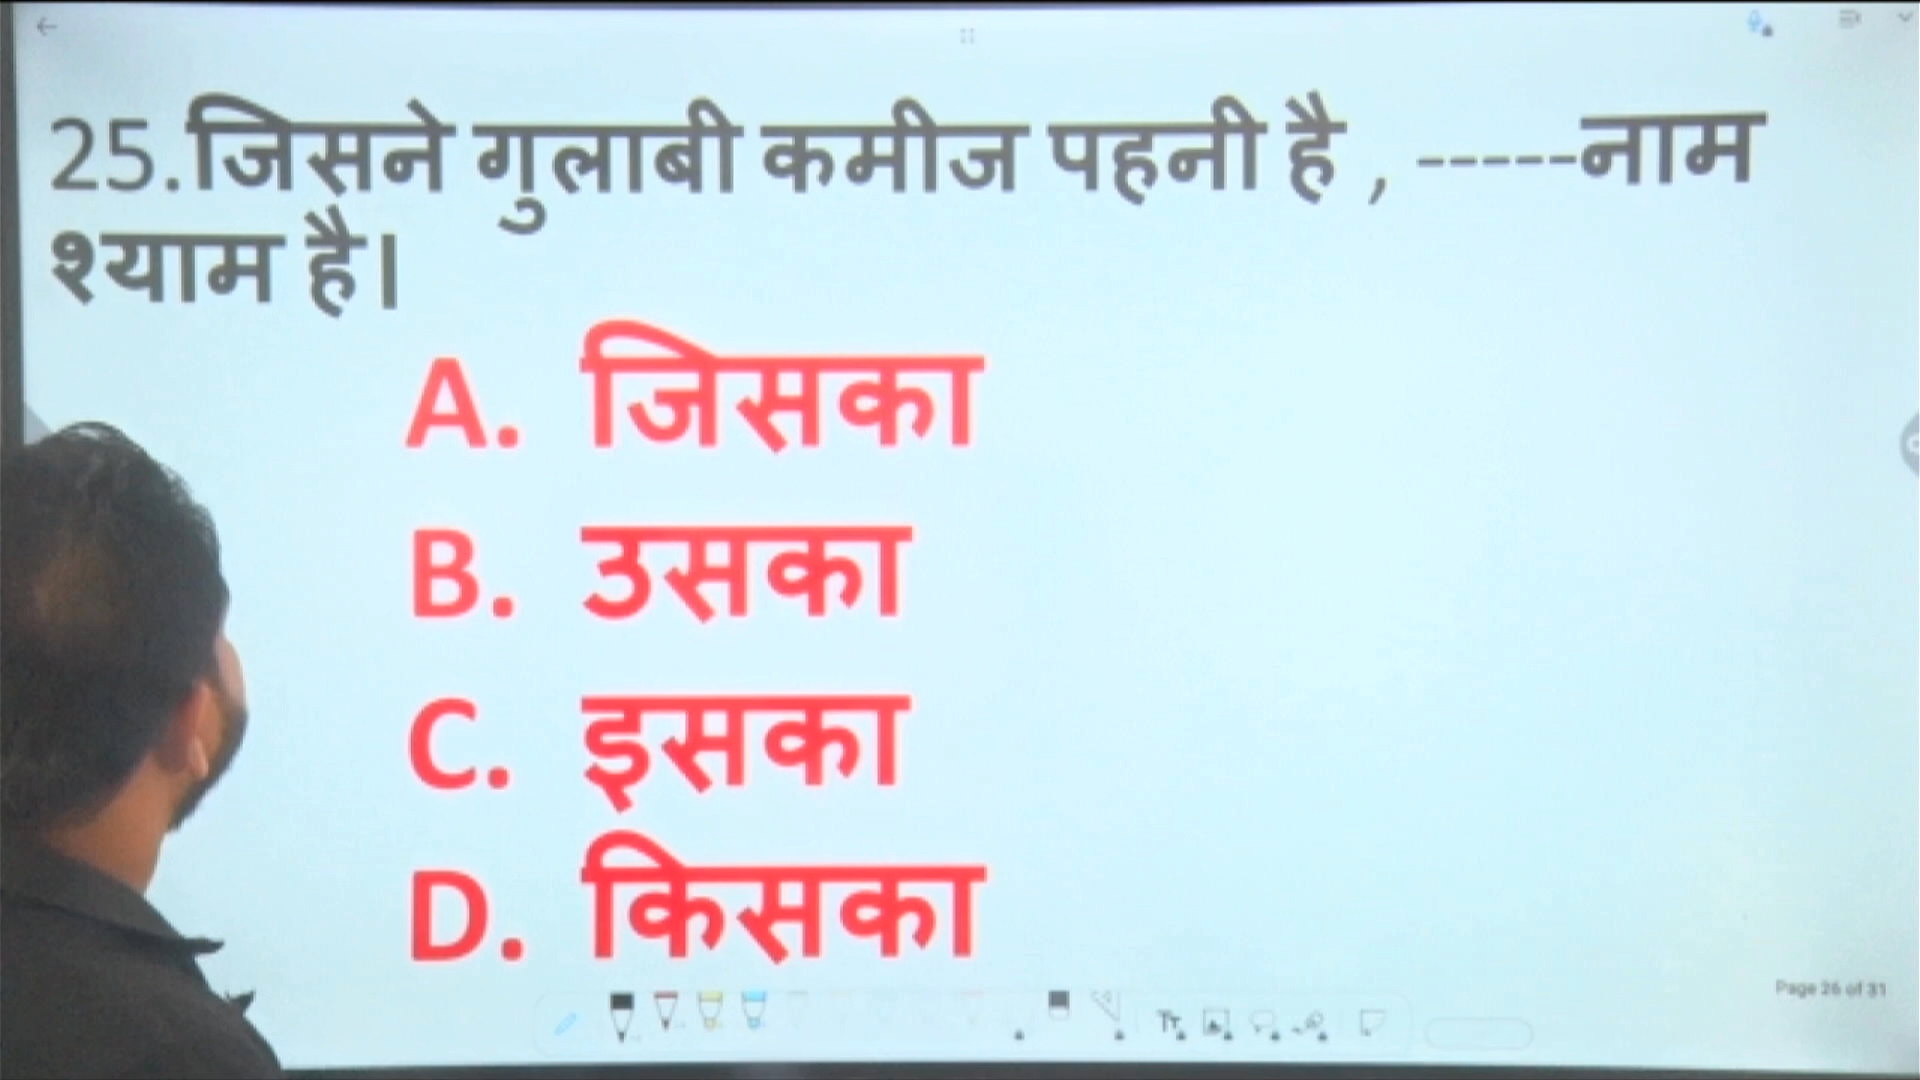 25.जिसने गुलाबी कमीज पहनी है , -----नाम
श्याम है।
A. जिसका
B. उसका
C. इसका
D. किसका
Page 26 of 31